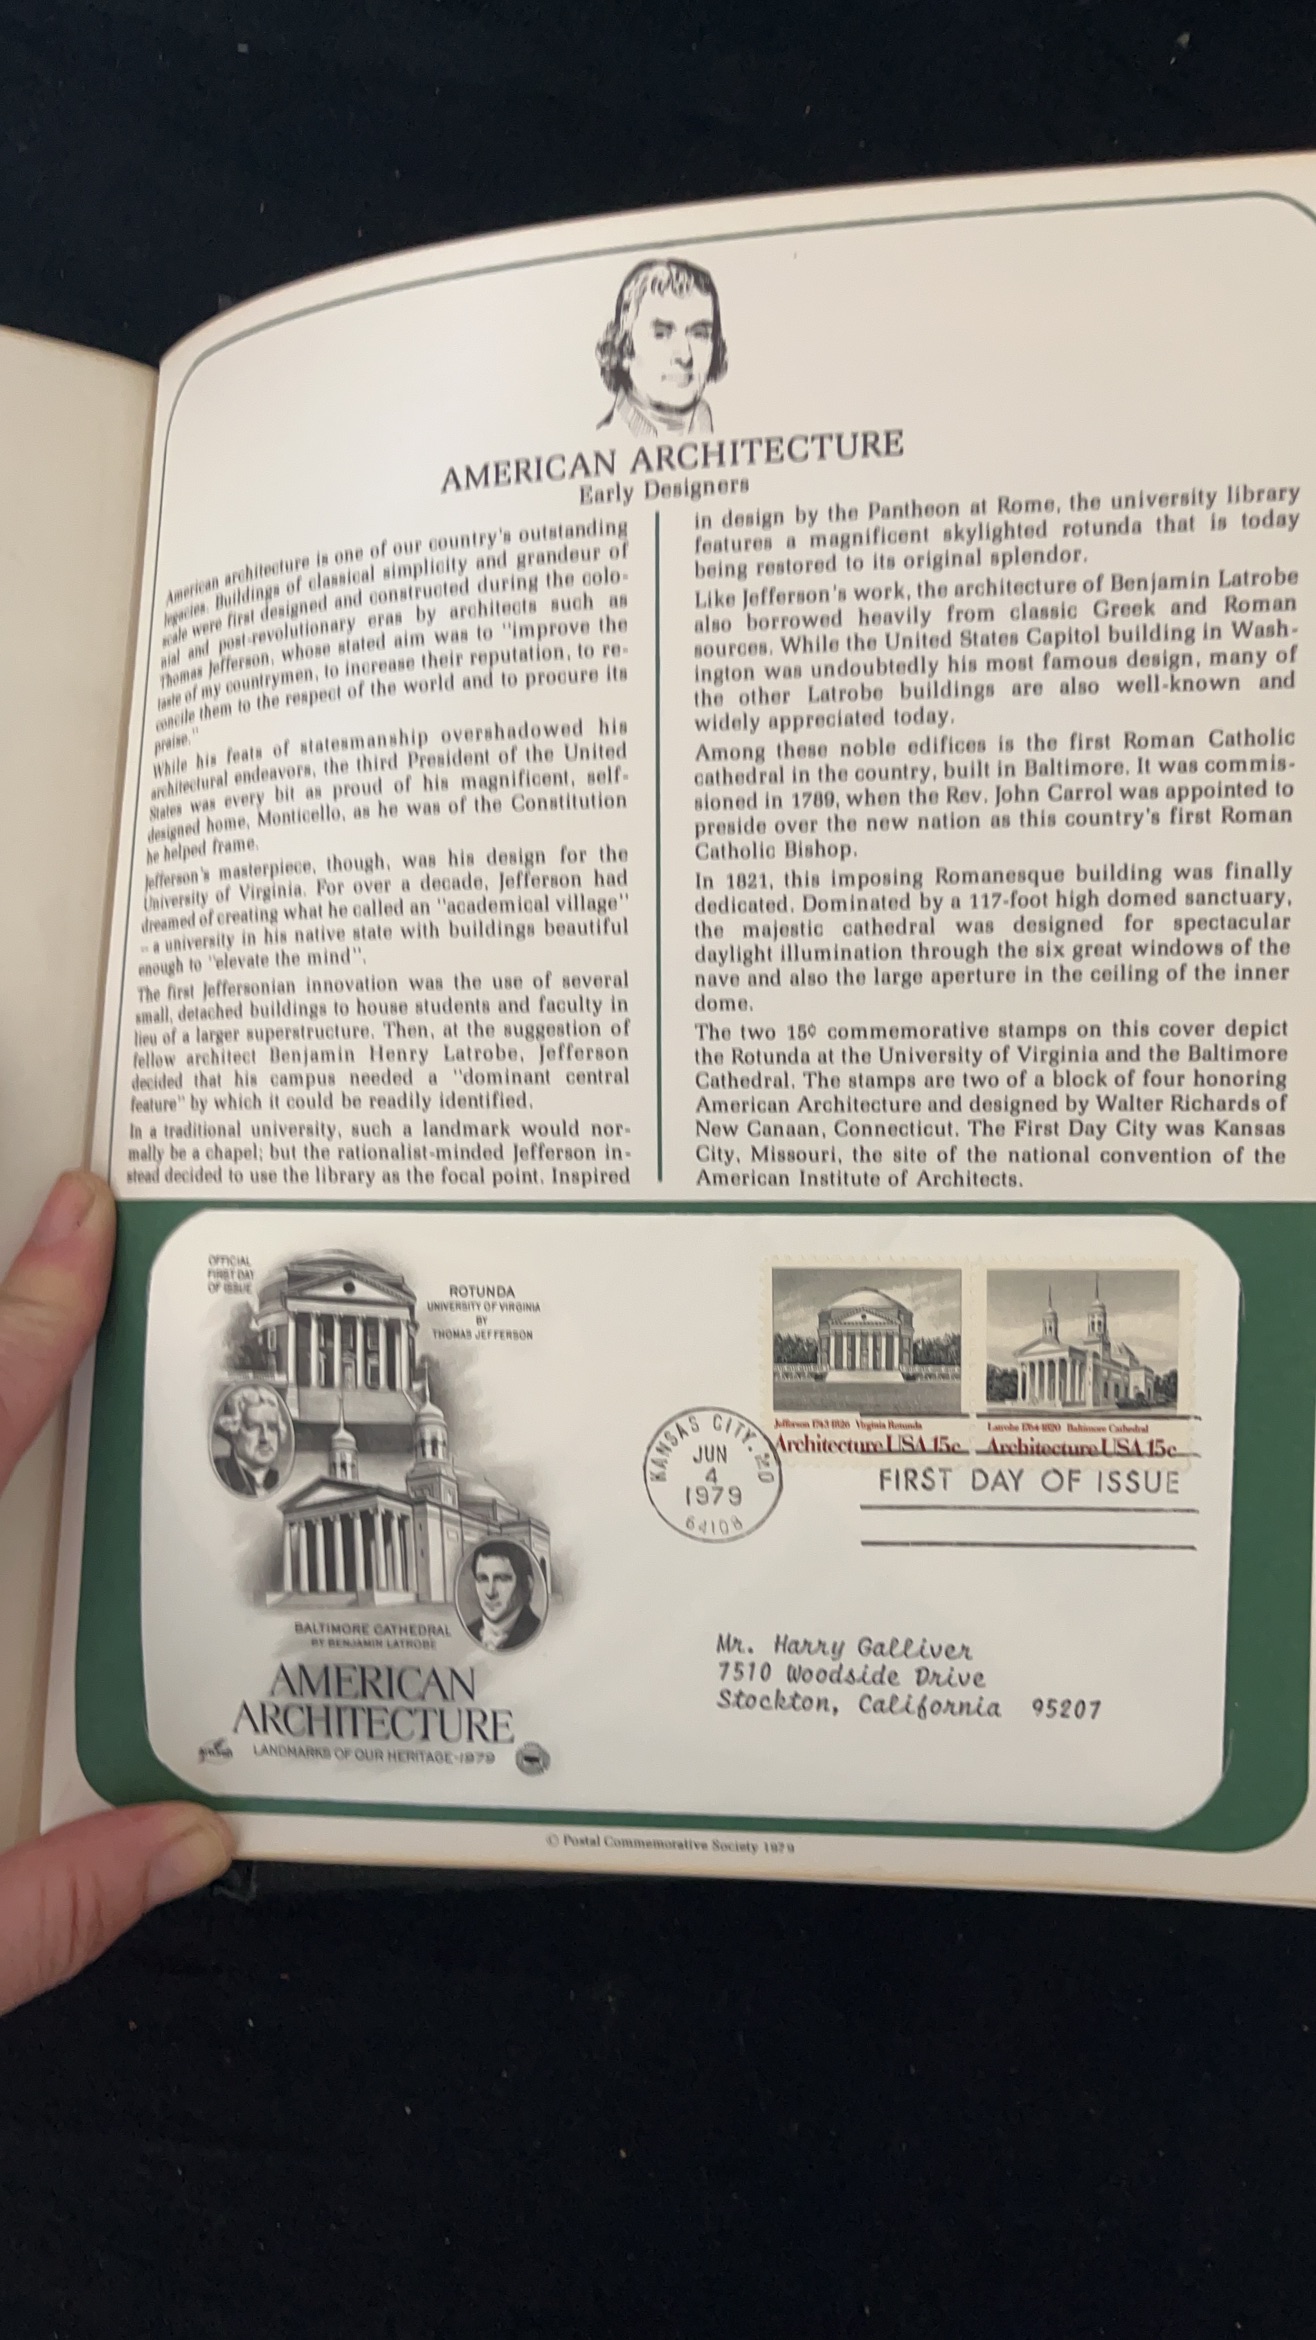 AMERICAN ARCHITECTURE
Early Designers
American architecture is one of our country's outstanding
legacies. Buildings of classical simplicity and grandeur of
scale were first designed and constructed during the colo-
nial and post-revolutionary eras by architects such as
Thomas Jefferson, whose stated aim was to "improve the
taste of my countrymen, to increase their reputation, to re-
concile them to the respect of the world and to procure its
praise."
While his feats of statesmanship overshadowed his
architectural endeavors, the third President of the United
States was every bit as proud of his magnificent, self-
designed home, Monticello, as he was of the Constitution
he helped frame.
Jefferson's masterpiece, though, was his design for the
University of Virginia. For over a decade, Jefferson had
dreamed of creating what he called an "academical village"
– a university in his native state with buildings beautiful
enough to "elevate the mind".
The first Jeffersonian innovation was the use of several
small, detached buildings to house students and faculty in
lieu of a larger superstructure. Then, at the suggestion of
fellow architect Benjamin Henry Latrobe, Jefferson
decided that his campus needed a "dominant central
feature" by which it could be readily identified.
In a traditional university, such a landmark would nor-
mally be a chapel; but the rationalist-minded Jefferson in-
stead decided to use the library as the focal point. Inspired
in design by the Pantheon at Rome, the university library
features a magnificent skylighted rotunda that is today
being restored to its original splendor.
Like Jefferson's work, the architecture of Benjamin Latrobe
also borrowed heavily from classic Greek and Roman
sources. While the United States Capitol building in Wash-
ington was undoubtedly his most famous design, many of
the other Latrobe buildings are also well-known and
widely appreciated today.
Among these noble edifices is the first Roman Catholic
cathedral in the country, built in Baltimore. It was commis-
sioned in 1789, when the Rev. John Carrol was appointed to
preside over the new nation as this country's first Roman
Catholic Bishop.
In 1821, this imposing Romanesque building was finally
dedicated. Dominated by a 117-foot high domed sanctuary,
the majestic cathedral was designed for spectacular
daylight illumination through the six great windows of the
nave and also the large aperture in the ceiling of the inner
dome.
The two 15¢ commemorative stamps on this cover depict
the Rotunda at the University of Virginia and the Baltimore
Cathedral. The stamps are two of a block of four honoring
American Architecture and designed by Walter Richards of
New Canaan, Connecticut. The First Day City was Kansas
City, Missouri, the site of the national convention of the
American Institute of Architects.
OFFICIAL
FIRST DAY
OF ISSUE
ROTUNDA
UNIVERSITY OF VIRGINIA
BY
THOMAS JEFFERSON
BALTIMORE CATHEDRAL
BY BENJAMIN LATROBE
AMERICAN
ARCHITECTURE
LANDMARKS OF OUR HERITAGE-1979
Jefferson 1743-1826 Virginia Rotunda
Architecture USA 15c
Latrobe 1764-1820 Baltimore Cathedral
Architecture USA 15c
KANSAS CITY, MO
JUN
4
1979
64108
FIRST DAY OF ISSUE
Mr. Harry Galliver
7510 Woodside Drive
Stockton, California 95207
© Postal Commemorative Society 1979